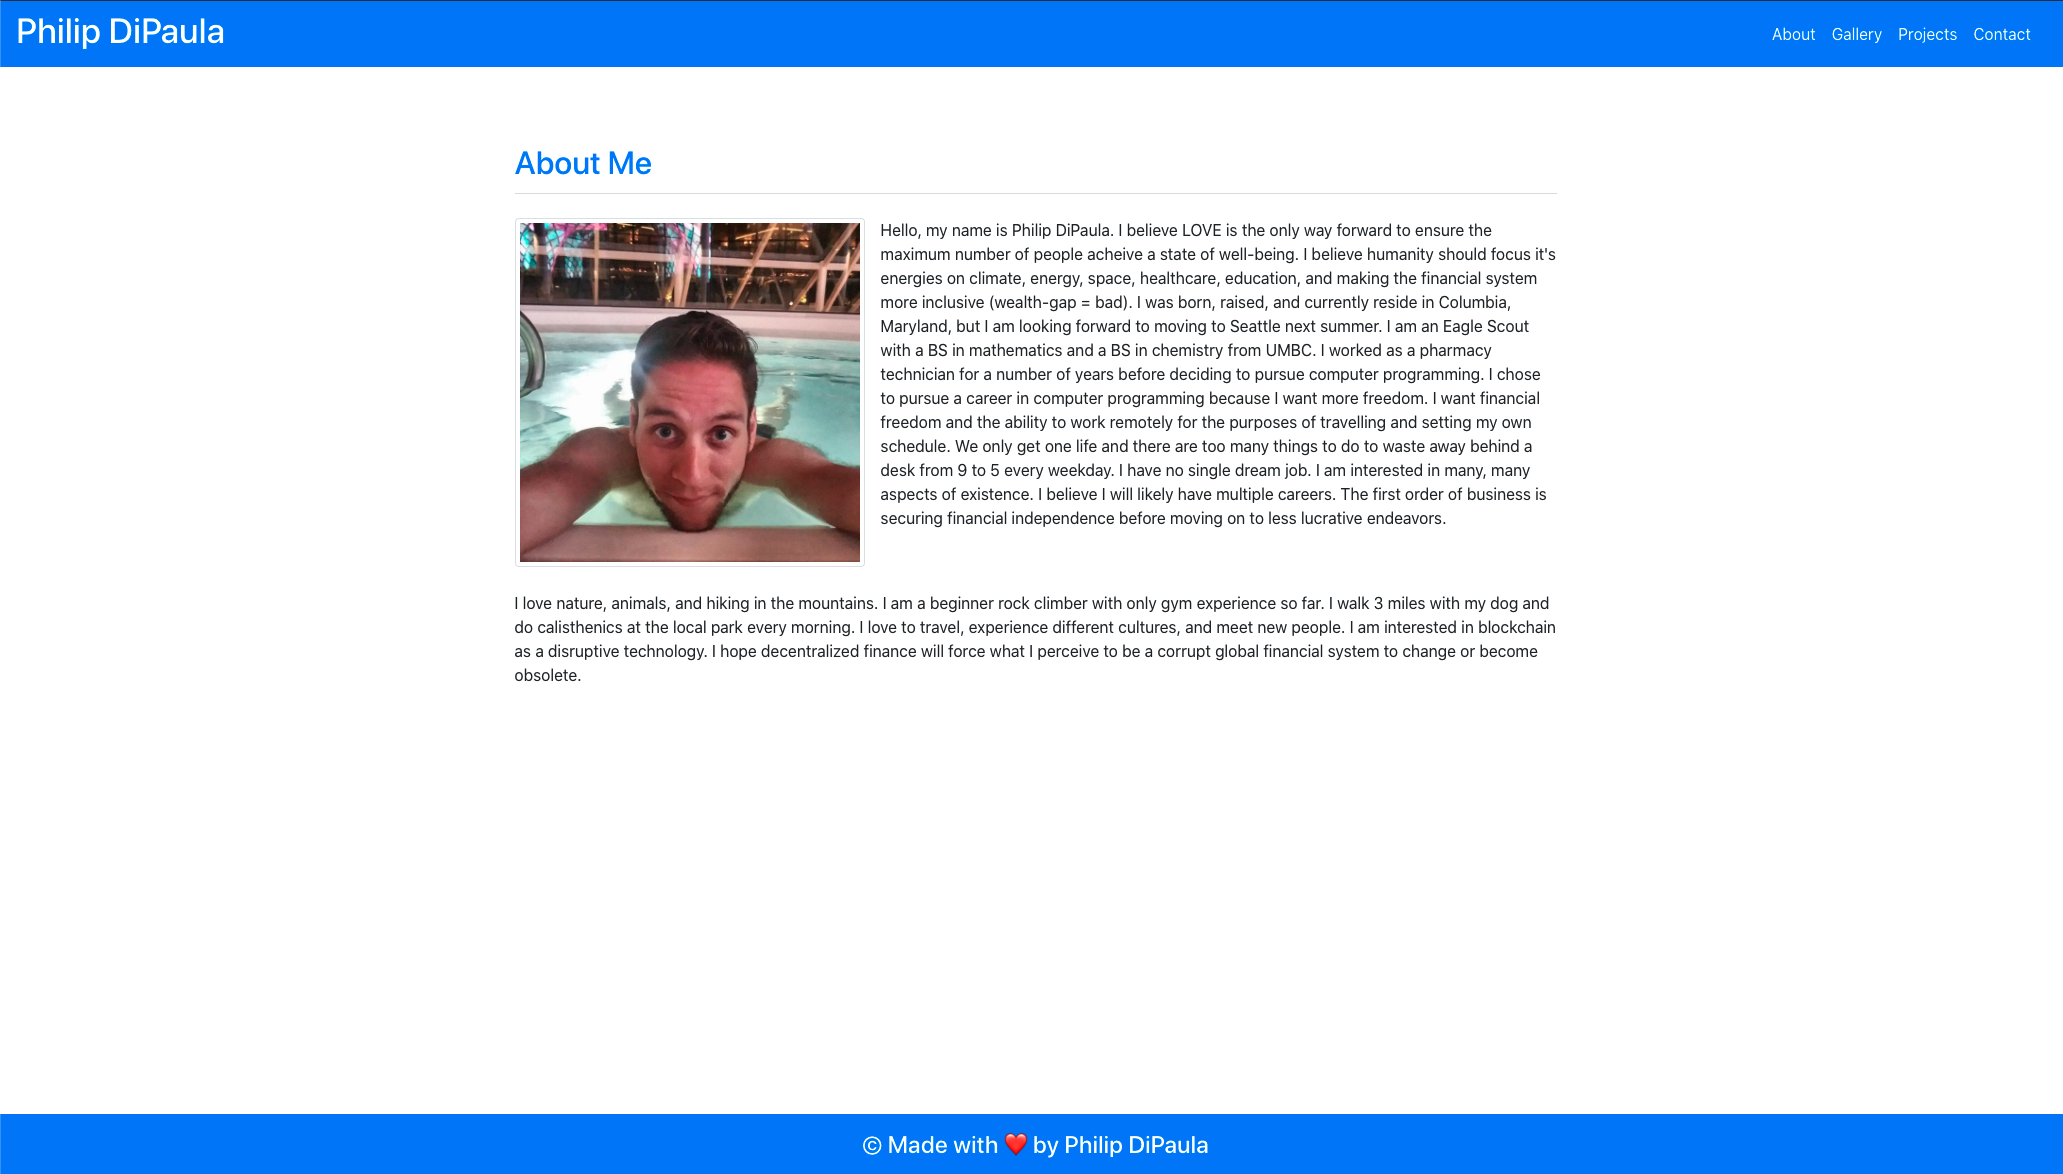 Philip DiPaula
About Gallery Projects Contact
About Me
Hello, my name is Philip DiPaula. I believe LOVE is the only way forward to ensure the
maximum number of people acheive a state of well-being. I believe humanity should focus it's
energies on climate, energy, space, healthcare, education, and making the financial system
more inclusive (wealth-gap = bad). I was born, raised, and currently reside in Columbia,
Maryland, but I am looking forward to moving to Seattle next summer. I am an Eagle Scout
with a BS in mathematics and a BS in chemistry from UMBC. I worked as a pharmacy
technician for a number of years before deciding to pursue computer programming. I chose
to pursue a career in computer programming because I want more freedom. I want financial
freedom and the ability to work remotely for the purposes of travelling and setting my own
schedule. We only get one life and there are too many things to do to waste away behind a
desk from 9 to 5 every weekday. I have no single dream job. I am interested in many, many
aspects of existence. I believe I will likely have multiple careers. The first order of business is
securing financial independence before moving on to less lucrative endeavors.
I love nature, animals, and hiking in the mountains. I am a beginner rock climber with only gym experience so far. I walk 3 miles with my dog and
do calisthenics at the local park every morning. I love to travel, experience different cultures, and meet new people. I am interested in blockchain
as a disruptive technology. I hope decentralized finance will force what I perceive to be a corrupt global financial system to change or become
obsolete.
© Made with ❤️ by Philip DiPaula